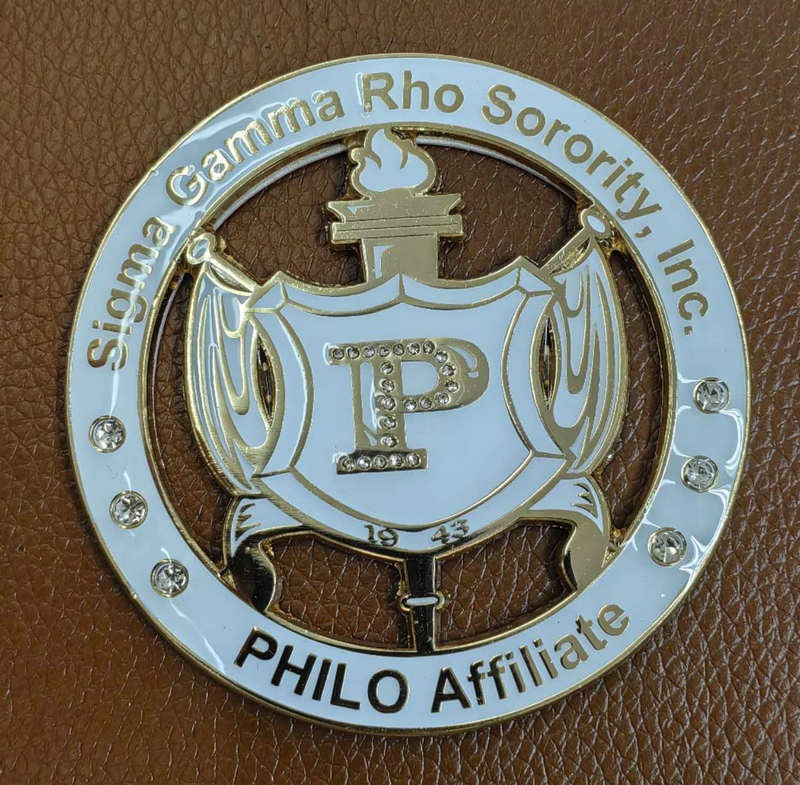 Sigma Gamma Rho Sorority, Inc.
P
19 43
PHILO Affiliate